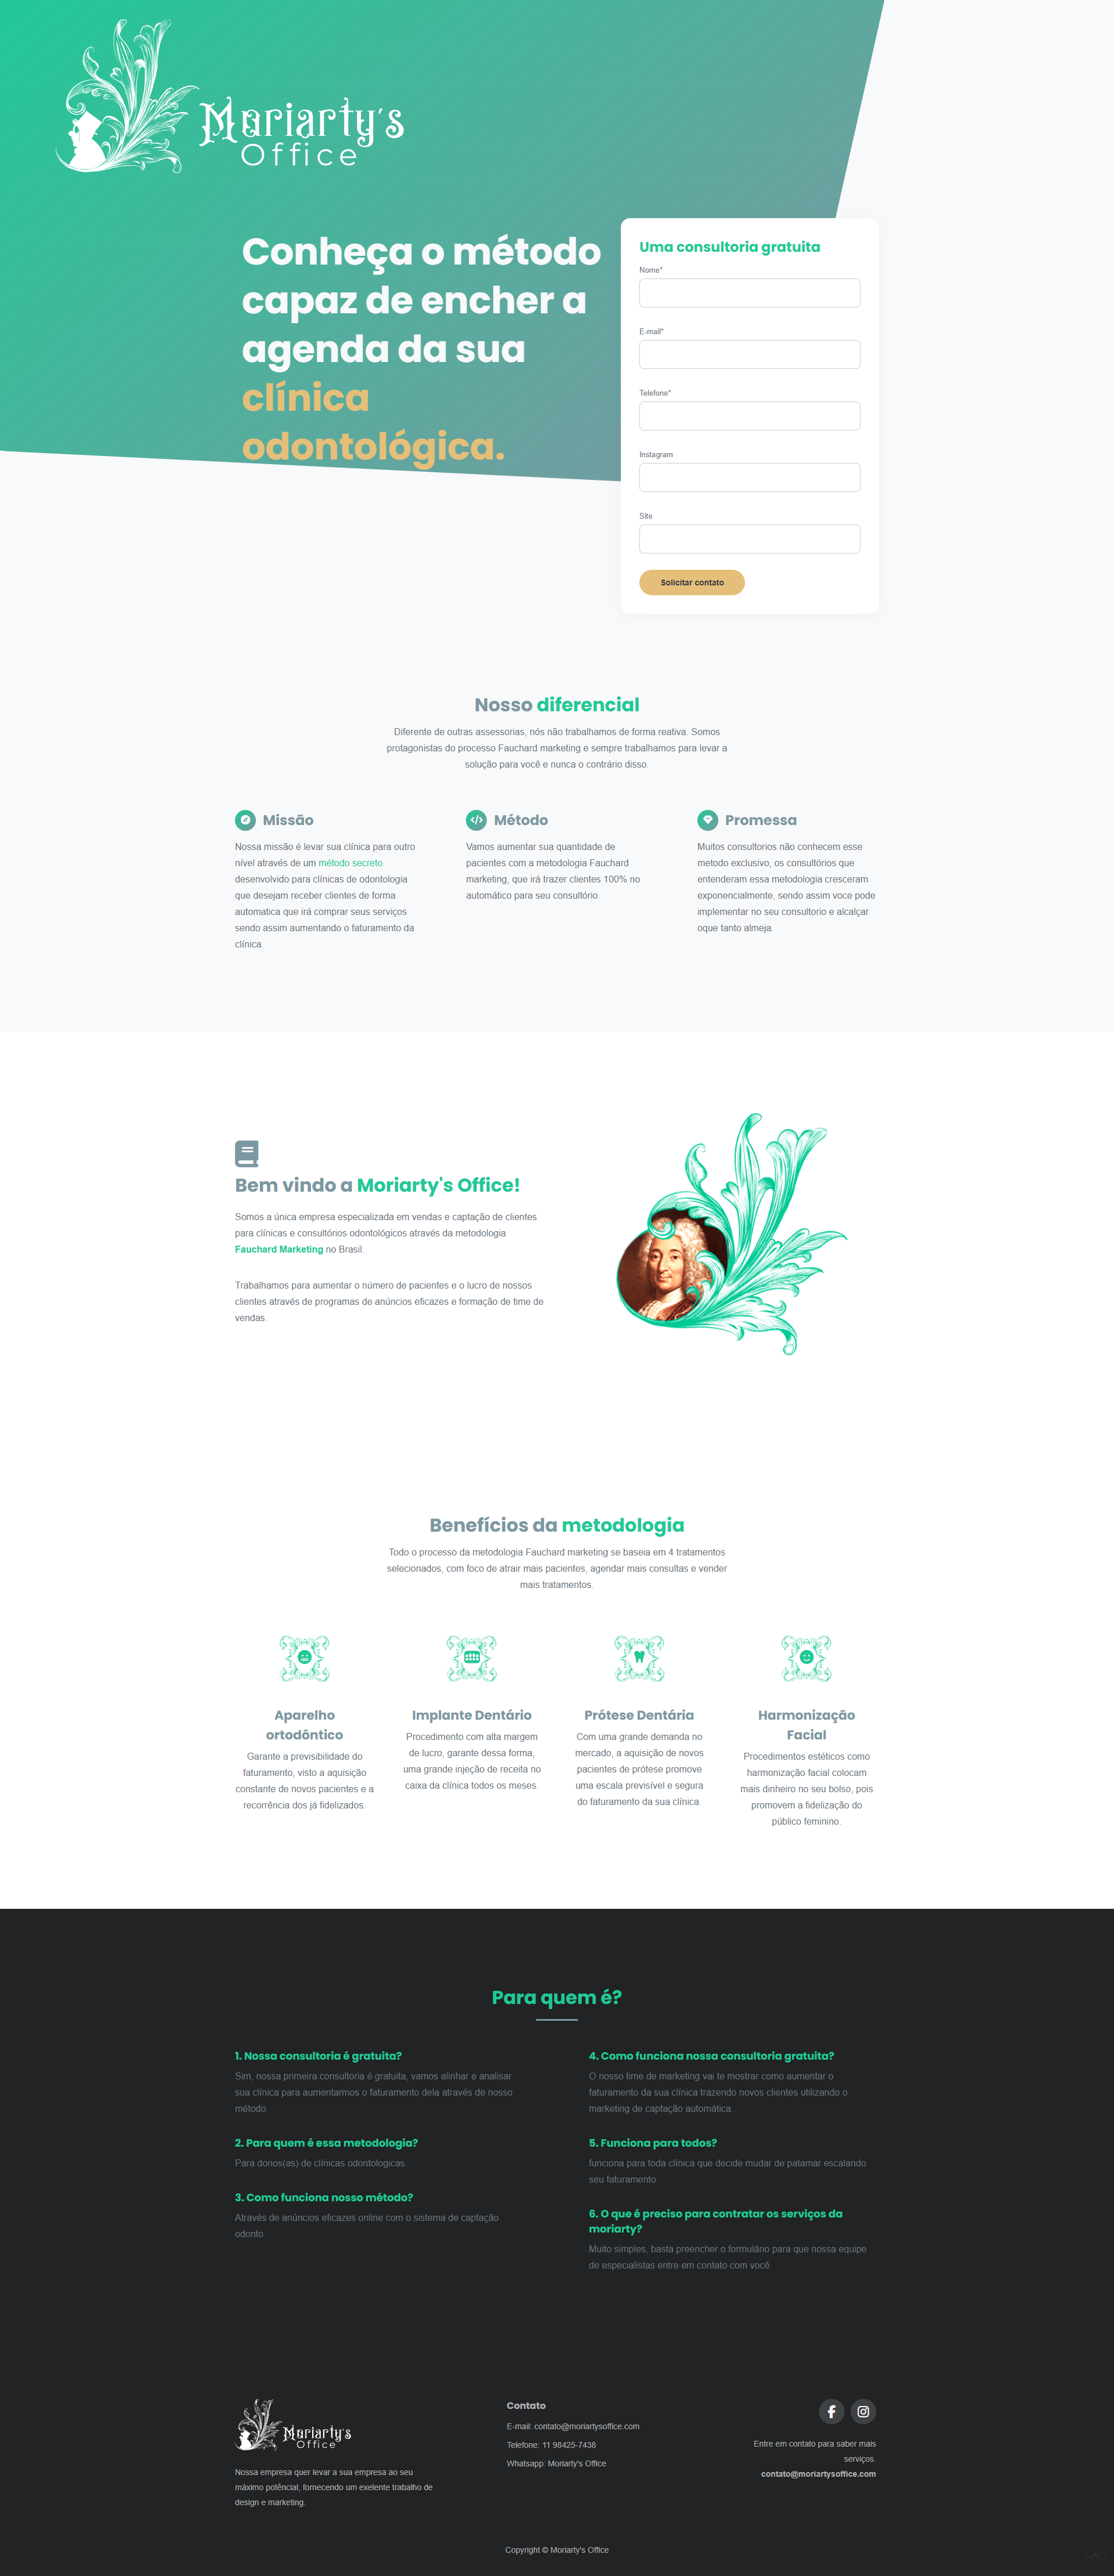 Moriarty's
Office
Conheça o método
capaz de encher a
agenda da sua
clínica
odontológica.
Uma consultoria gratuita
Nome*
E-mail*
Telefone*
Instagram
Site
Solicitar contato
Nosso diferencial
Diferente de outras assessorias, nós não trabalhamos de forma reativa. Somos
protagonistas do processo Fauchard marketing e sempre trabalhamos para levar a
solução para você e nunca o contrário disso.
Missão
Nossa missão é levar sua clínica para outro
nível através de um método secreto
desenvolvido para clínicas de odontologia
que desejam receber clientes de forma
automatica que irá comprar seus serviços
sendo assim aumentando o faturamento da
clínica.
Método
Vamos aumentar sua quantidade de
pacientes com a metodologia Fauchard
marketing, que irá trazer clientes 100% no
automático para seu consultório.
Promessa
Muitos consultorios não conhecem esse
metodo exclusivo, os consultórios que
entenderam essa metodologia cresceram
exponencialmente, sendo assim voce pode
implementar no seu consultorio e alcalçar
oque tanto almeja.
Bem vindo a Moriarty's Office!
Somos a única empresa especializada em vendas e captação de clientes
para clínicas e consultórios odontológicos através da metodologia
Fauchard Marketing no Brasil.
Trabalhamos para aumentar o número de pacientes e o lucro de nossos
clientes através de programas de anúncios eficazes e formação de time de
vendas.
Benefícios da metodologia
Todo o processo da metodologia Fauchard marketing se baseia em 4 tratamentos
selecionados, com foco de atrair mais pacientes, agendar mais consultas e vender
mais tratamentos.
Aparelho
ortodôntico
Garante a previsibilidade do
faturamento, visto a aquisição
constante de novos pacientes e a
recorrência dos já fidelizados.
Implante Dentário
Procedimento com alta margem
de lucro, garante dessa forma,
uma grande injeção de receita no
caixa da clínica todos os meses.
Prótese Dentária
Com uma grande demanda no
mercado, a aquisição de novos
pacientes de prótese promove
uma escala previsível e segura
do faturamento da sua clínica.
Harmonização
Facial
Procedimentos estéticos como
harmonização facial colocam
mais dinheiro no seu bolso, pois
promovem a fidelização do
público feminino.
Para quem é?
1. Nossa consultoria é gratuita?
Sim, nossa primeira consultoria é gratuita, vamos alinhar e analisar
sua clínica para aumentarmos o faturamento dela através de nosso
método.
2. Para quem é essa metodologia?
Para donos(as) de clínicas odontologicas.
3. Como funciona nosso método?
Através de anúncios eficazes online com o sistema de captação
odonto.
4. Como funciona nossa consultoria gratuita?
O nosso time de marketing vai te mostrar como aumentar o
faturamento da sua clínica trazendo novos clientes utilizando o
marketing de captação automática.
5. Funciona para todos?
funciona para toda clínica que decide mudar de patamar escalando
seu faturamento.
6. O que é preciso para contratar os serviços da
moriarty?
Muito simples, basta preencher o formulário para que nossa equipe
de especialistas entre em contato com você.
Moriarty's
Office
Nossa empresa quer levar a sua empresa ao seu
máximo potêncial, fornecendo um exelente trabalho de
design e marketing.
Contato
E-mail: contato@moriartysoffice.com
Telefone: 11 98425-7438
Whatsapp: Moriarty's Office
Entre em contato para saber mais
serviços.
contato@moriartysoffice.com
Copyright © Moriarty's Office